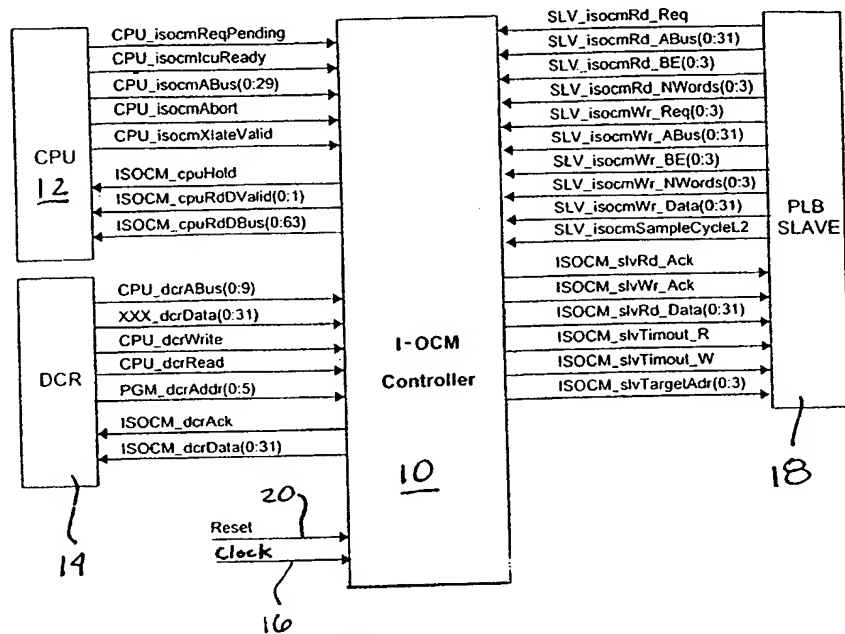 CPU_isocmReqPending
CPU_isocmIcuReady
CPU_isocmABus(0:29)
CPU_isocmAbort
CPU_isocmXlateValid
CPU
12
ISOCM_cpuHold
ISOCM_cpuRdDValid(0:1)
ISOCM_cpuRdDBus(0:63)
CPU_dcrABus(0:9)
XXX_dcrData(0:31)
CPU_dcrWrite
CPU_dcrRead
DCR
PGM_dcrAddr(0:5)
ISOCM_dcrAck
ISOCM_dcrData(0:31)
14
I-OCM
Controller
10
20
Reset
Clock
16
SLV_isocmRd_Req
SLV_isocmRd_ABus(0:31)
SLV_isocmRd_BE(0:3)
SLV_isocmRd_NWords(0:3)
SLV_isocmWr_Req(0:3)
SLV_isocmWr_ABus(0:31)
SLV_isocmWr_BE(0:3)
SLV_isocmWr_NWords(0:3)
SLV_isocmWr_Data(0:31)
SLV_isocmSampleCycleL2
PLB
SLAVE
ISOCM_slvRd_Ack
ISOCM_slvWr_Ack
ISOCM_slvRd_Data(0:31)
ISOCM_slvTimout_R
ISOCM_slvTimout_W
ISOCM_slvTargetAdr(0:3)
18